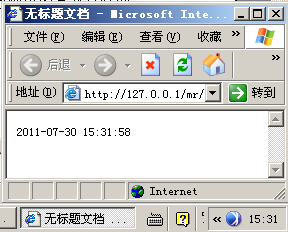 无标题文档 - Microsoft Inte...
文件(F) 编辑(E) 查看(V) 收藏 »
后退 »
地址(D) http://127.0.0.1/mr/ 转到
2011-07-30 15:31:58
Internet
无标题文档 ... « 15:31